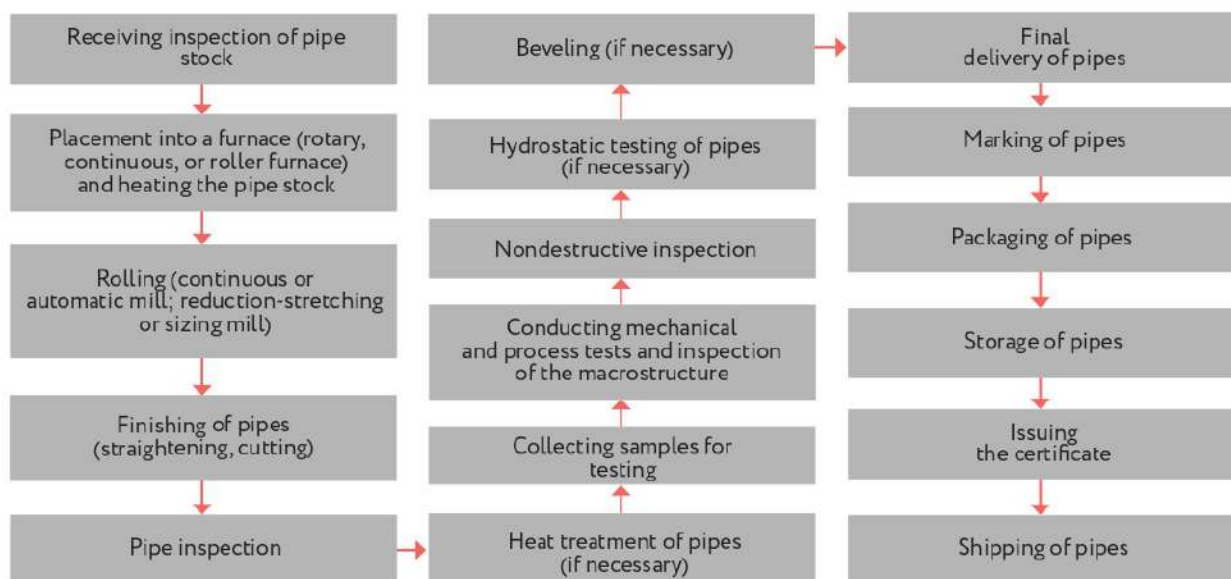 Receiving inspection of pipe
stock
Placement into a furnace (rotary,
continuous, or roller furnace)
and heating the pipe stock
Rolling (continuous or
automatic mill; reduction-stretching
or sizing mill)
Finishing of pipes
(straightening, cutting)
Pipe inspection
Heat treatment of pipes
(if necessary)
Collecting samples for
testing
Conducting mechanical
and process tests and inspection
of the macrostructure
Nondestructive inspection
Hydrostatic testing of pipes
(if necessary)
Beveling (if necessary)
Final
delivery of pipes
Marking of pipes
Packaging of pipes
Storage of pipes
Issuing
the certificate
Shipping of pipes